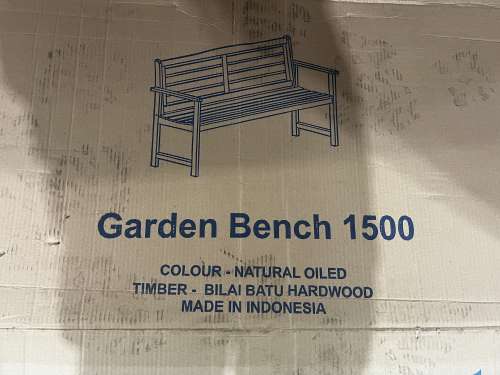 Garden Bench 1500
COLOUR - NATURAL OILED
TIMBER - BILAI BATU HARDWOOD
MADE IN INDONESIA